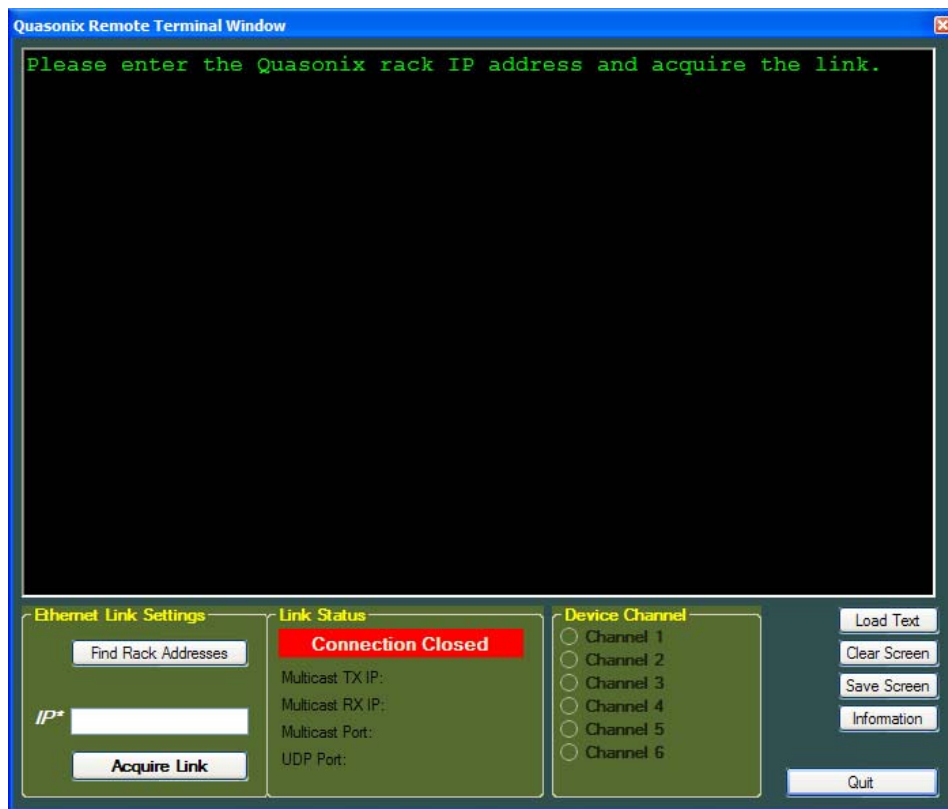 Quasonix Remote Terminal Window
Please enter the Quasonix rack IP address and acquire the link.
Ethernet Link Settings
Find Rack Addresses
IP*
Acquire Link
Link Status
Connection Closed
Multicast TX IP:
Multicast RX IP:
Multicast Port:
UDP Port:
Device Channel
Channel 1
Channel 2
Channel 3
Channel 4
Channel 5
Channel 6
Load Text
Clear Screen
Save Screen
Information
Quit